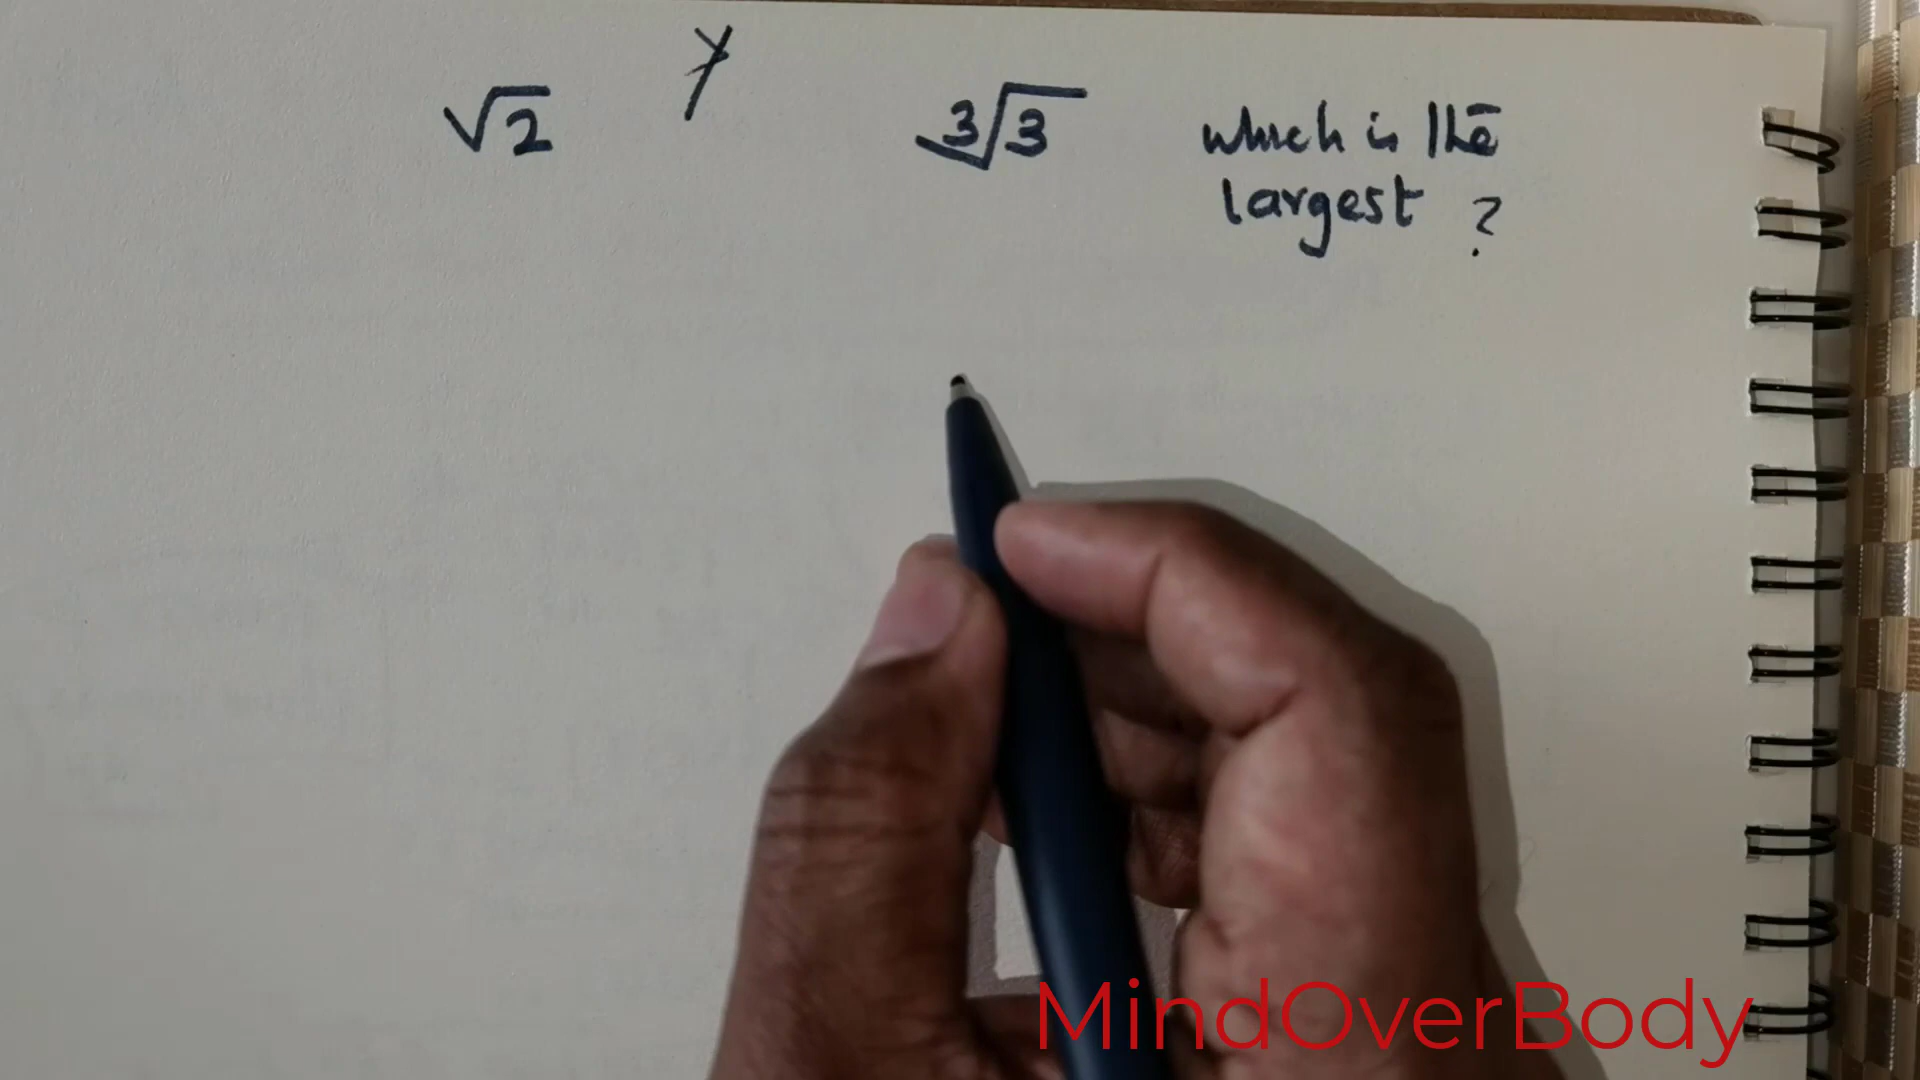 √2 ∛3 which is the
largest ?
MindOverBody